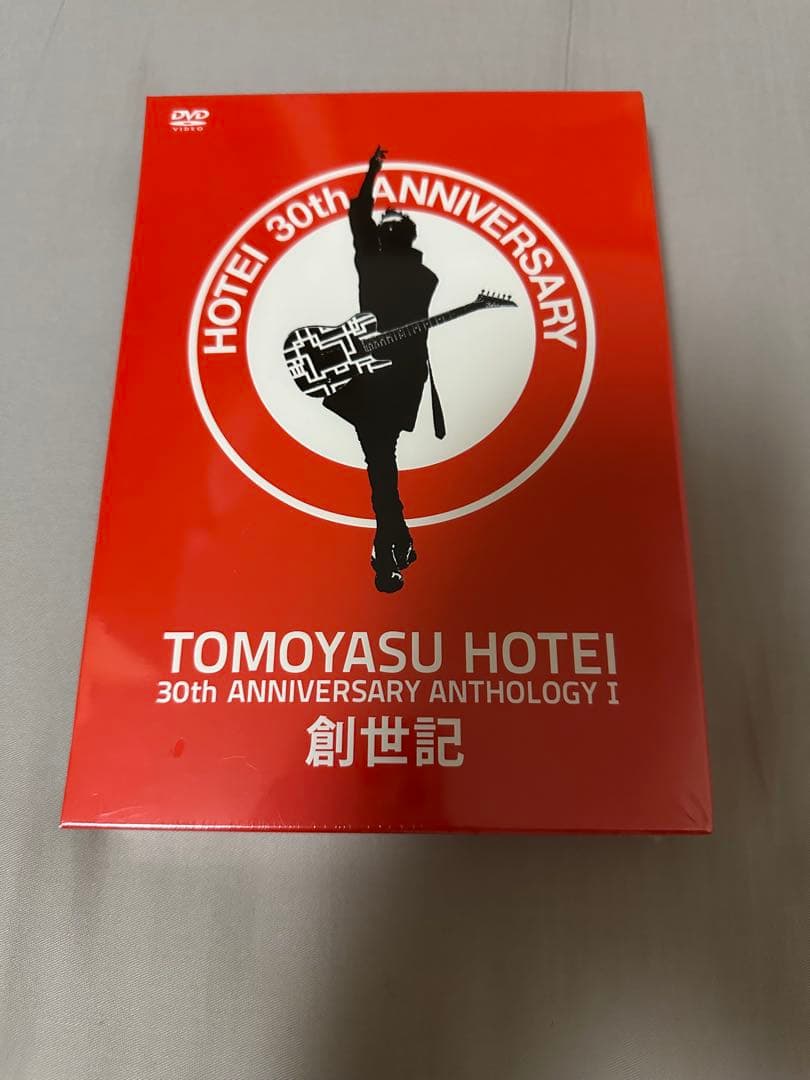 DVD
VIDEO
HOTEI 30th ANNIVERSARY
TOMOYASU HOTEI
30th ANNIVERSARY ANTHOLOGY I
創世記